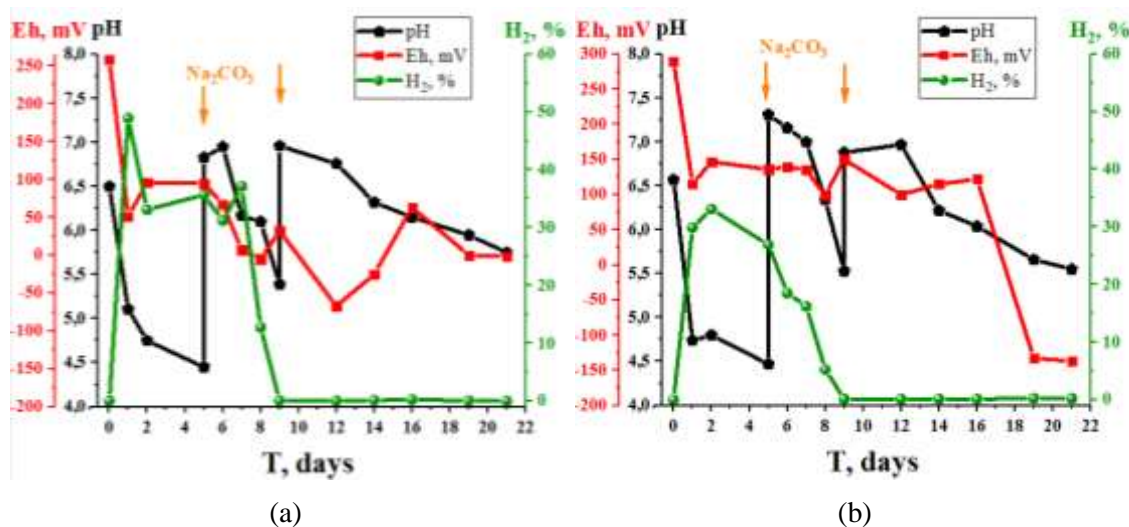 Eh, mV pH H₂, %
8,0 60
250
pH
Eh, mV
H₂, %
Na₂CO₃
7,5 50
200
7,0 40
150
6,5
100
6,0 30
50
0
5,5 20
-50
5,0
-100 10
4,5
-150
4,0 0
-200
0 2 4 6 8 10 12 14 16 18 20 22
T, days
(a)
Eh, mV pH H₂, %
300 8,0 60
pH
Eh, mV
H₂, %
Na₂CO₃
250
7,5 50
200
7,0
150 40
6,5
100
50 6,0 30
0
5,5 20
-50
5,0
-100 10
4,5
-150
-200 4,0 0
0 2 4 6 8 10 12 14 16 18 20 22
T, days
(b)